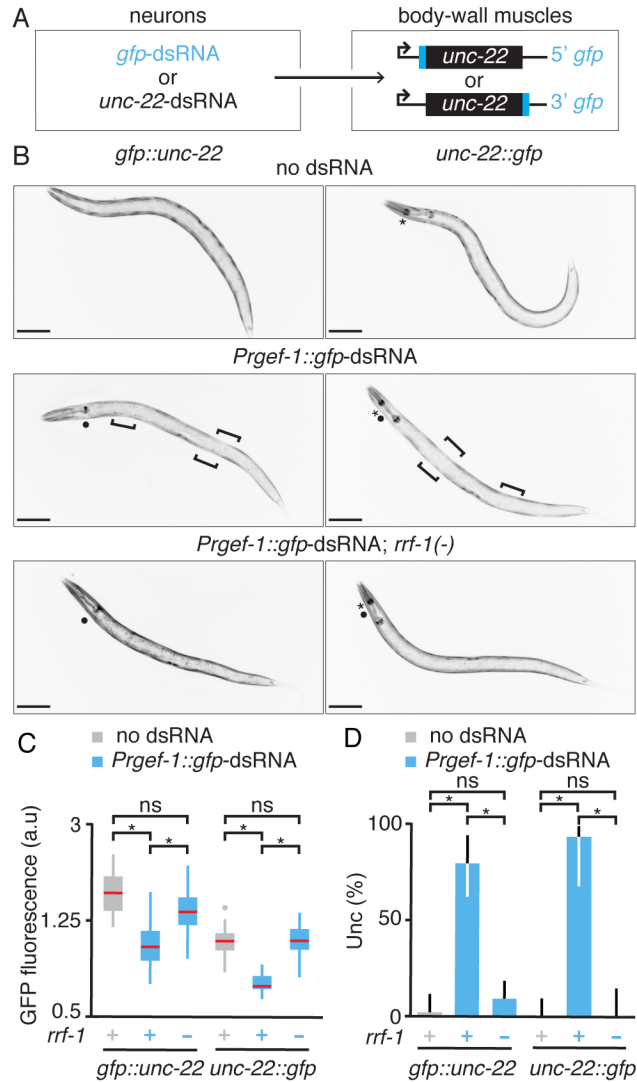 A
neurons
body-wall muscles
gfp-dsRNA
or
unc-22-dsRNA
unc-22 5’ gfp
or
unc-22 3’ gfp
B
gfp::unc-22 unc-22::gfp
no dsRNA
*
Prgef-1::gfp-dsRNA
*
Prgef-1::gfp-dsRNA; rrf-1(-)
*
C
no dsRNA
Prgef-1::gfp-dsRNA
ns ns
* * * *
GFP fluorescence (a.u)
3
1.25
0.5
rrf-1 + + − + + −
gfp::unc-22 unc-22::gfp
D
no dsRNA
Prgef-1::gfp-dsRNA
ns ns
* * * *
Unc (%)
100
50
0
rrf-1 + + − + + −
gfp::unc-22 unc-22::gfp